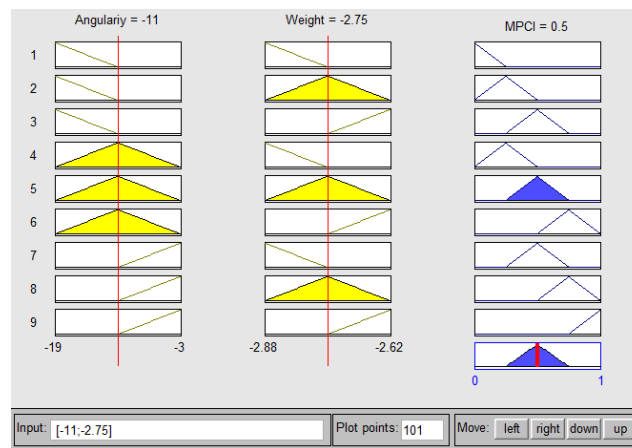 Angulariy = -11
Weight = -2.75
MPCI = 0.5
1
2
3
4
5
6
7
8
9
-19
-3
-2.88
-2.62
0
1
Input: [-11;-2.75]
Plot points: 101
Move: left right down up